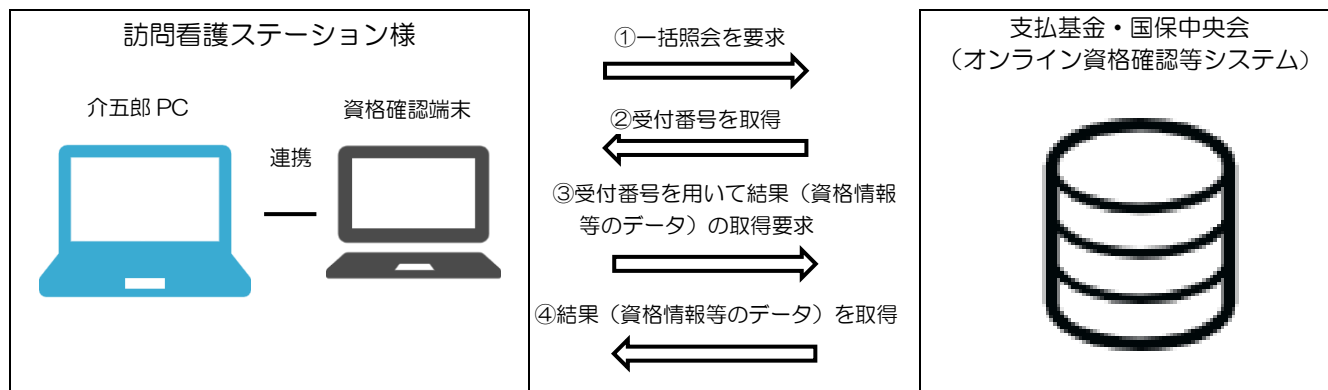 訪問看護ステーション様
介五郎 PC
資格確認端末
連携
①一括照会を要求
②受付番号を取得
③受付番号を用いて結果（資格情報
等のデータ）の取得要求
④結果（資格情報等のデータ）を取得
支払基金・国保中央会
（オンライン資格確認等システム）